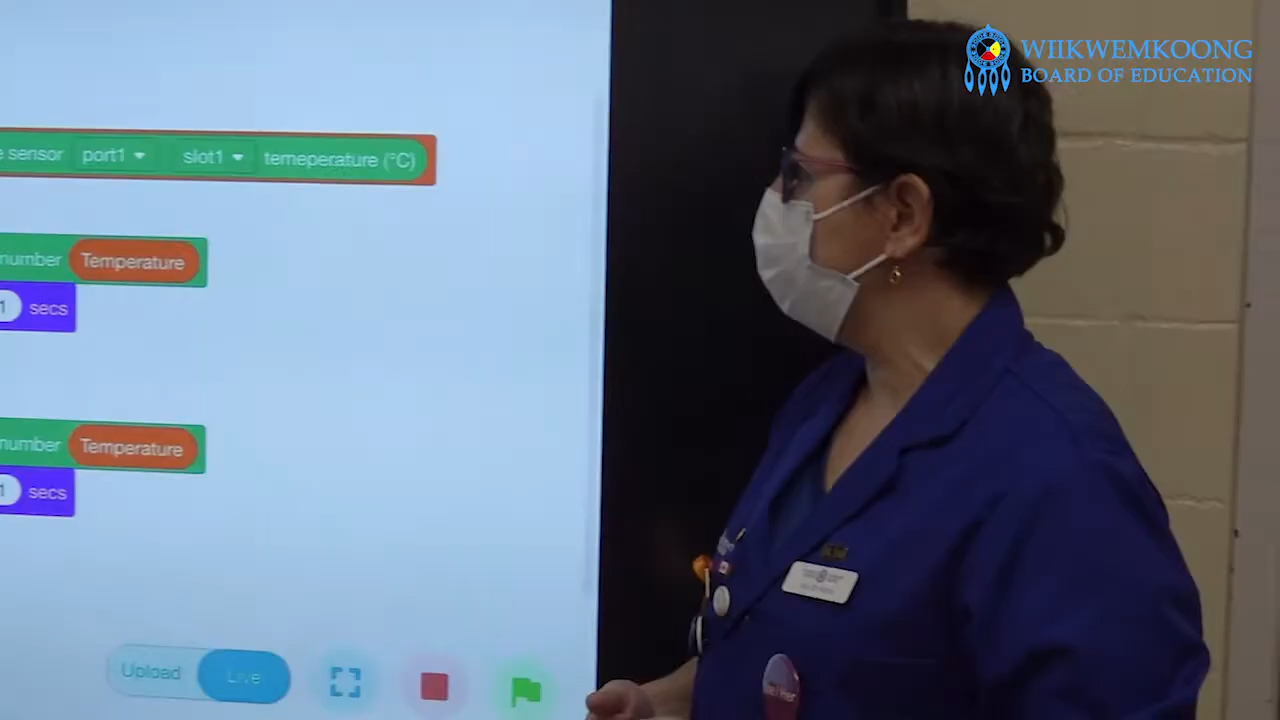 WIIKWEMKOONG
BOARD OF EDUCATION
e sensor port1 slot1 temeperature (°C)
number Temperature
1 secs
number Temperature
1 secs
Upload Live